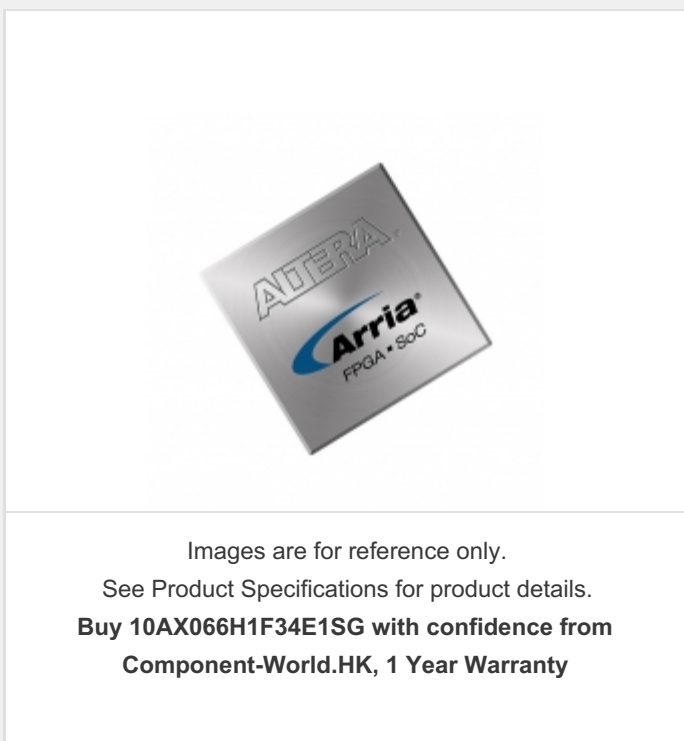 ALTERA.
Arria®
FPGA ▪ SoC
Images are for reference only.
See Product Specifications for product details.
Buy 10AX066H1F34E1SG with confidence from
Component-World.HK, 1 Year Warranty